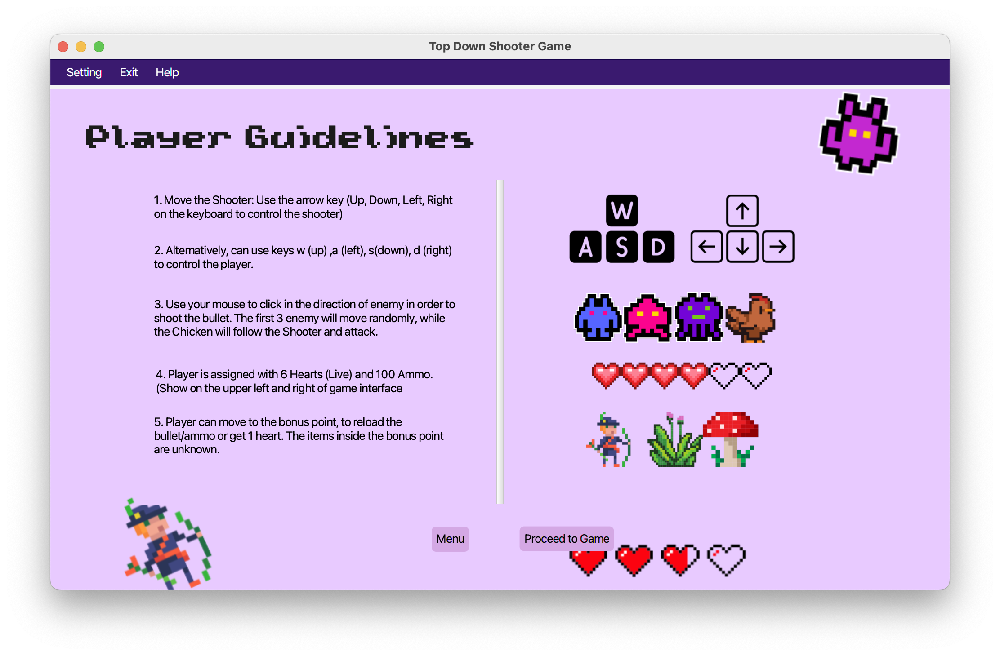 Top Down Shooter Game
Setting Exit Help
Player Guidelines
1. Move the Shooter: Use the arrow key (Up, Down, Left, Right
on the keyboard to control the shooter)
2. Alternatively, can use keys w (up) ,a (left), s(down), d (right)
to control the player.
3. Use your mouse to click in the direction of enemy in order to
shoot the bullet. The first 3 enemy will move randomly, while
the Chicken will follow the Shooter and attack.
4. Player is assigned with 6 Hearts (Live) and 100 Ammo.
(Show on the upper left and right of game interface
5. Player can move to the bonus point, to reload the
bullet/ammo or get 1 heart. The items inside the bonus point
are unknown.
W
A S D
Menu
Proceed to Game